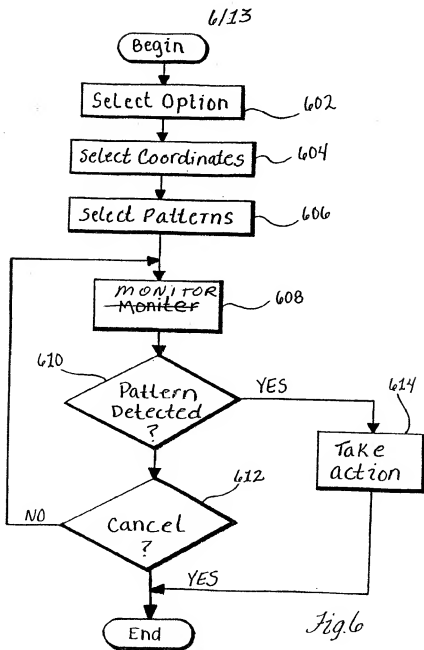 6/13
Begin
Select Option
602
Select Coordinates
604
Select Patterns
606
MONITOR
Moniter
608
610
Pattern
Detected
?
YES
614
Take
action
612
Cancel
?
NO
YES
End
Fig.6